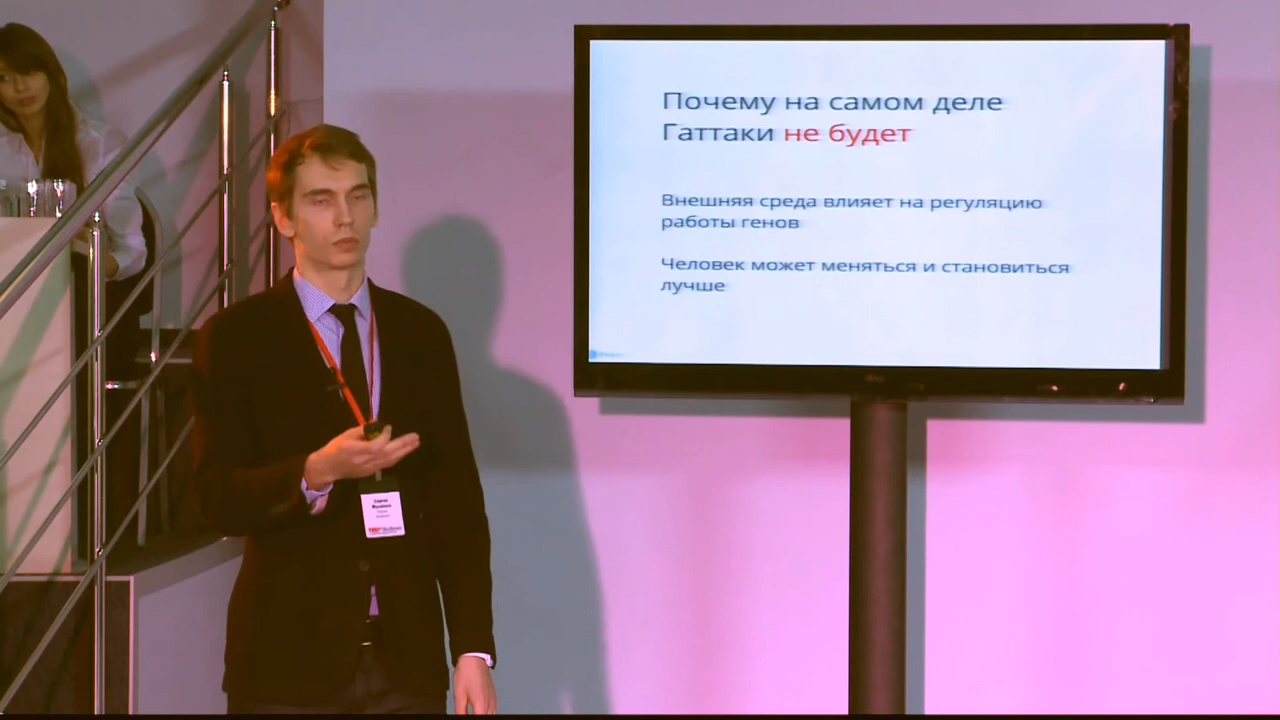 Почему на самом деле
Гаттаки не будет
Внешняя среда влияет на регуляцию
работы генов
Человек может меняться и становиться
лучше